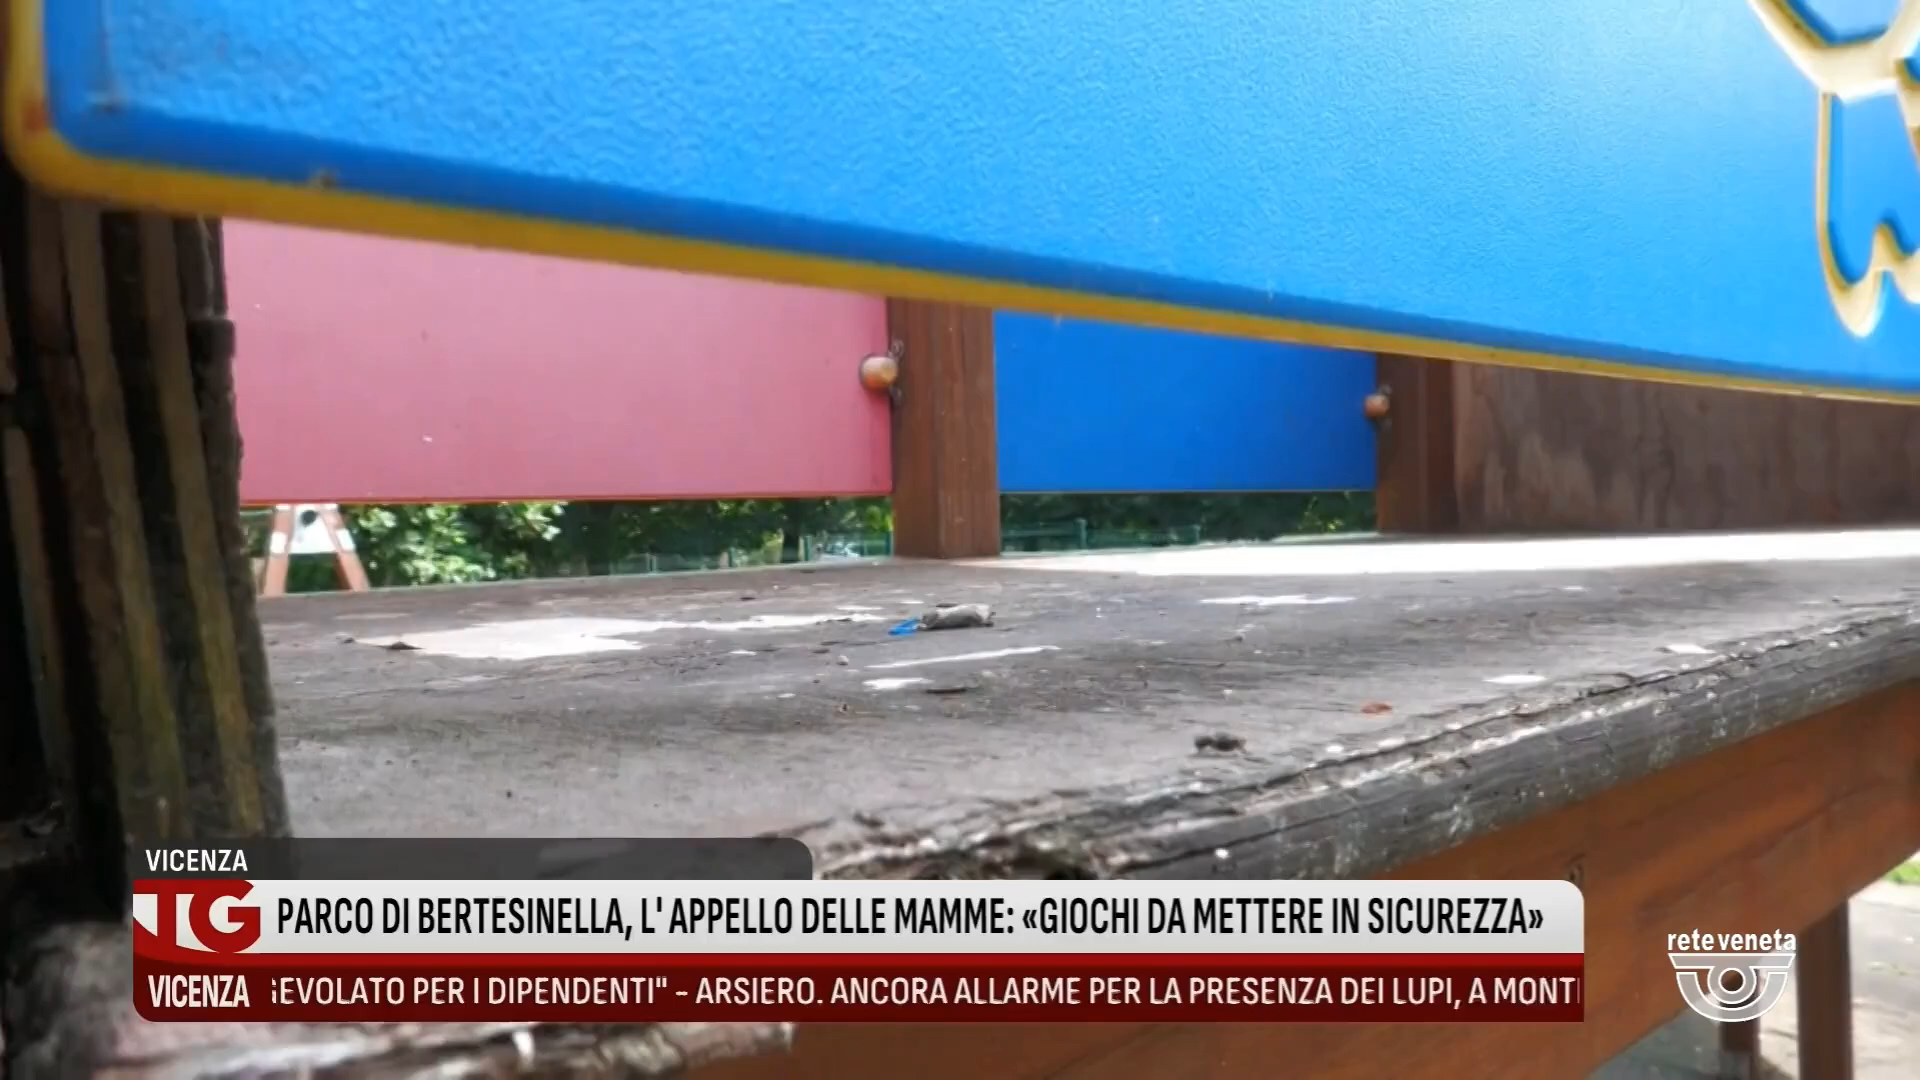 VICENZA
TG PARCO DI BERTESINELLA, L' APPELLO DELLE MAMME: «GIOCHI DA METTERE IN SICUREZZA»
VICENZA EVOLATO PER I DIPENDENTI" - ARSIERO. ANCORA ALLARME PER LA PRESENZA DEI LUPI, A MONT
rete veneta